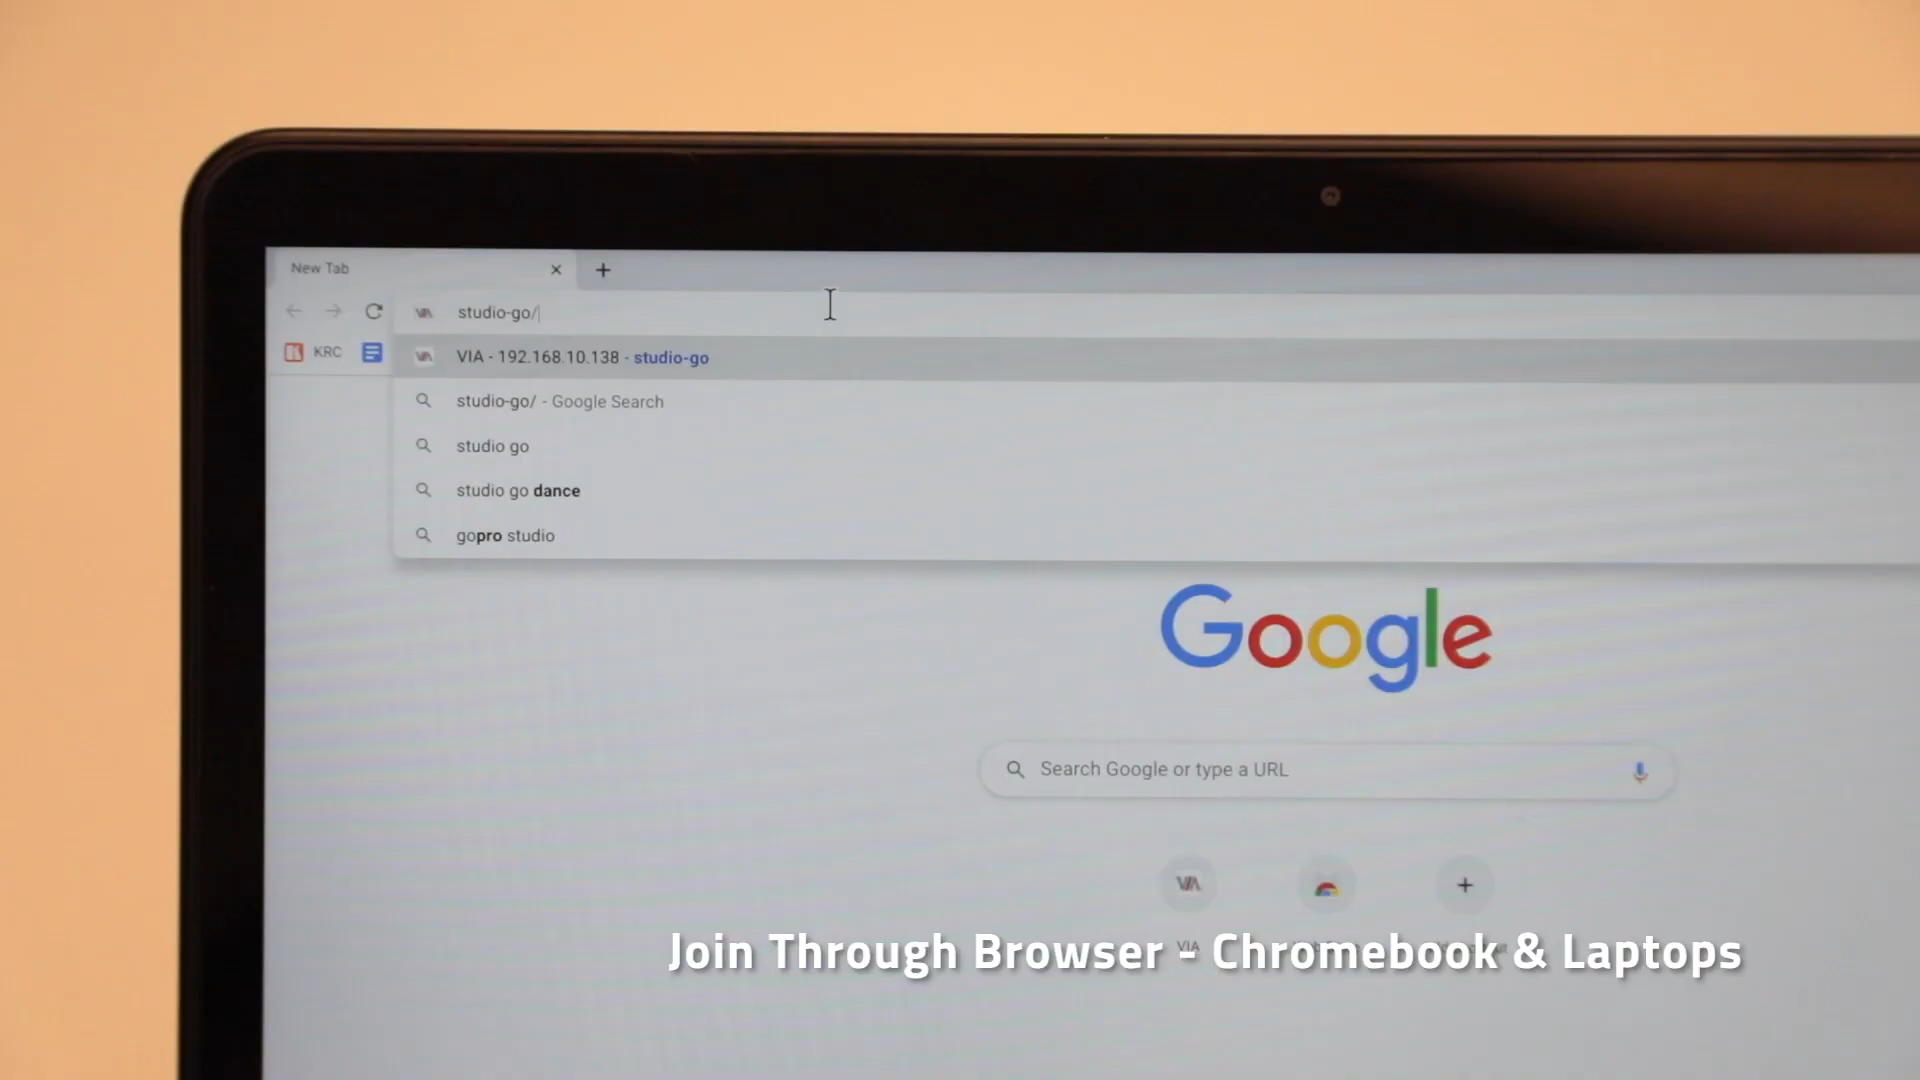 New Tab
studio-go/
KRC
VIA - 192.168.10.138 - studio-go
studio-go/ - Google Search
studio go
studio go dance
gopro studio
Google
Search Google or type a URL
VIA
VIA
Join Through Browser - Chromebook & Laptops